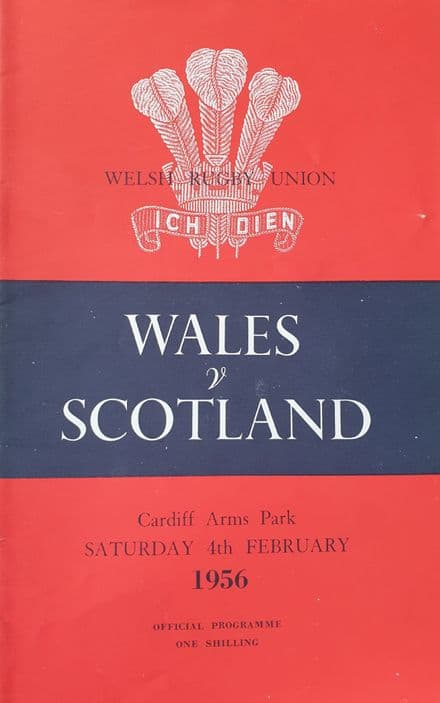 WELSH RUGBY UNION
ICH DIEN
WALES
v
SCOTLAND
Cardiff Arms Park
SATURDAY 4th FEBRUARY
1956
OFFICIAL PROGRAMME
ONE SHILLING